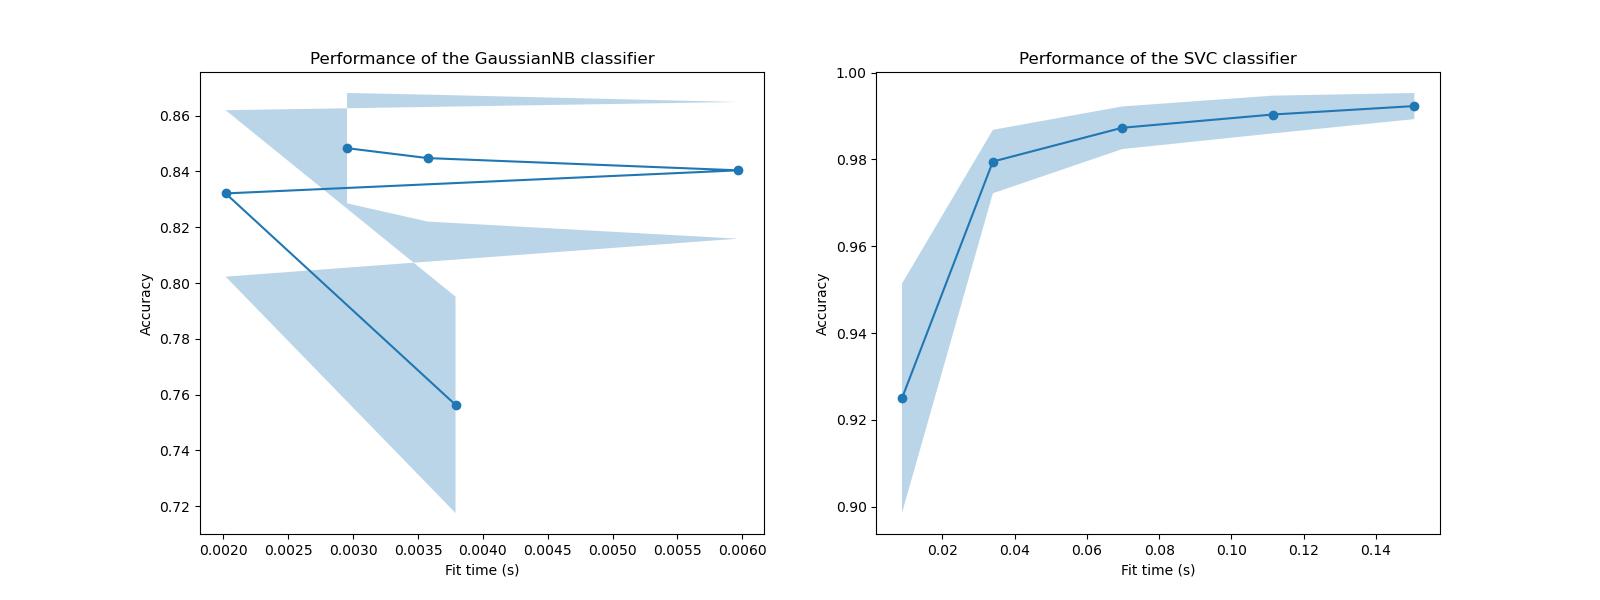 Performance of the GaussianNB classifier
Accuracy
0.86
0.84
0.82
0.80
0.78
0.76
0.74
0.72
0.0020 0.0025 0.0030 0.0035 0.0040 0.0045 0.0050 0.0055 0.0060
Fit time (s)
Performance of the SVC classifier
Accuracy
1.00
0.98
0.96
0.94
0.92
0.90
0.02 0.04 0.06 0.08 0.10 0.12 0.14
Fit time (s)